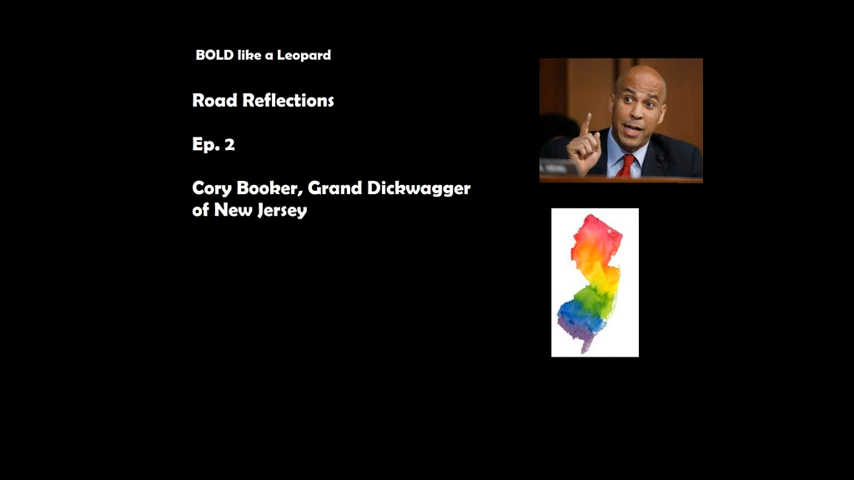 BOLD like a Leopard
Road Reflections
Ep. 2
Cory Booker, Grand Dickwagger
of New Jersey